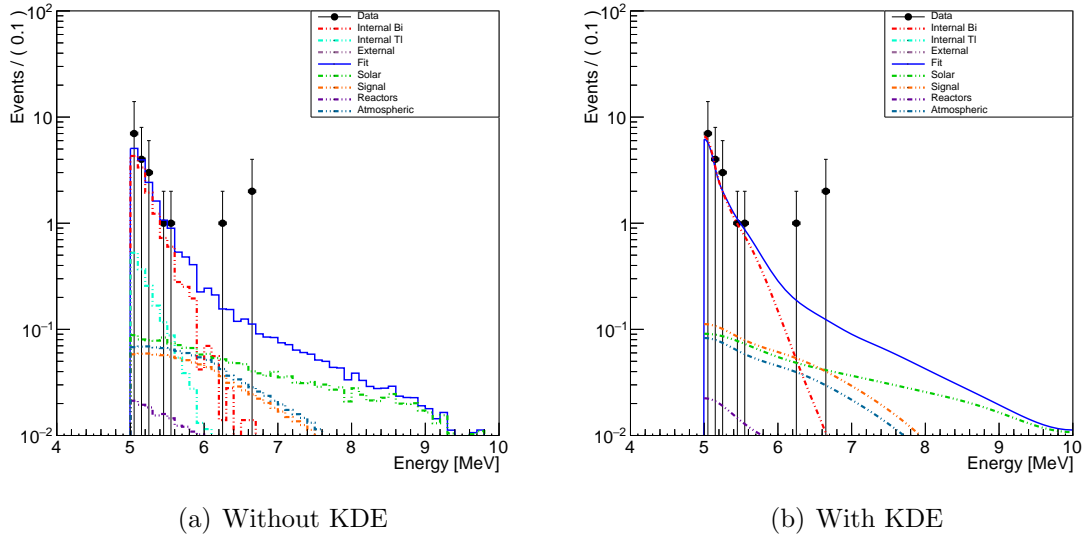 Events / ( 0.1 )
10²
10
1
10⁻¹
10⁻²
Data
Internal Bi
Internal Tl
External
Fit
Solar
Signal
Reactors
Atmospheric
4 5 6 7 8 9 10
Energy [MeV]
(a) Without KDE
Events / ( 0.1 )
10²
10
1
10⁻¹
10⁻²
Data
Internal Bi
Internal Tl
External
Fit
Solar
Signal
Reactors
Atmospheric
4 5 6 7 8 9 10
Energy [MeV]
(b) With KDE